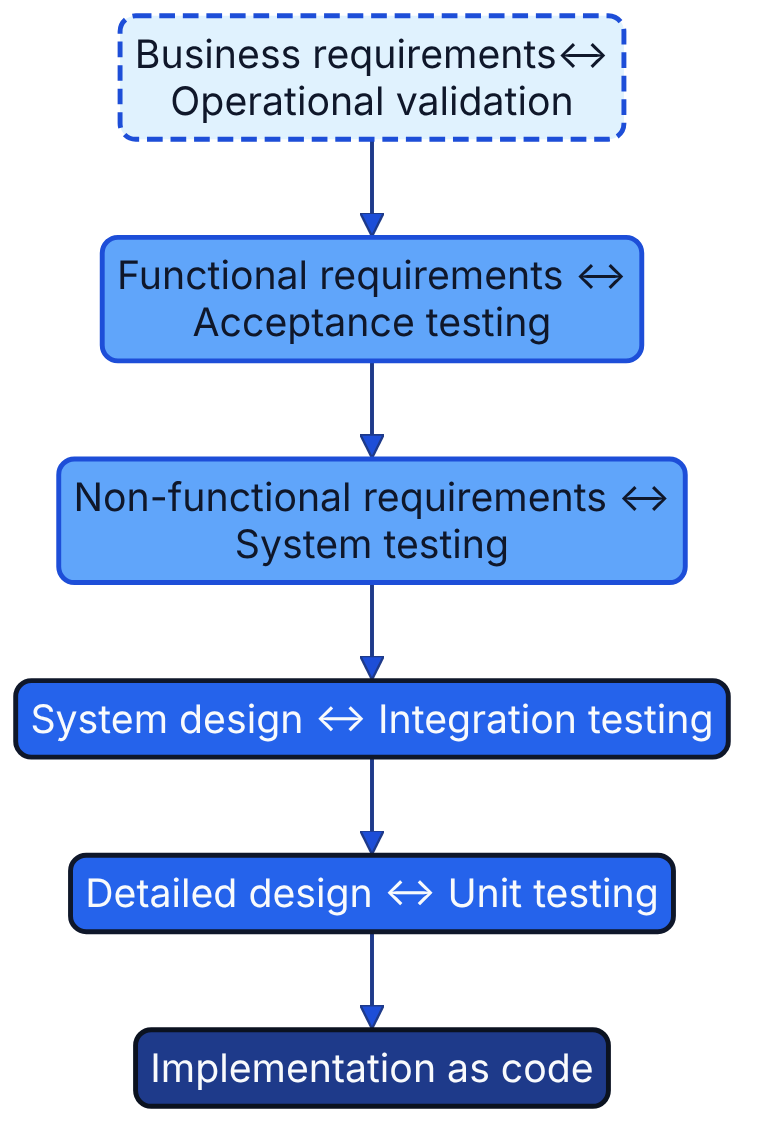 Business requirements↔
Operational validation
Functional requirements ↔
Acceptance testing
Non-functional requirements ↔
System testing
System design ↔ Integration testing
Detailed design ↔ Unit testing
Implementation as code